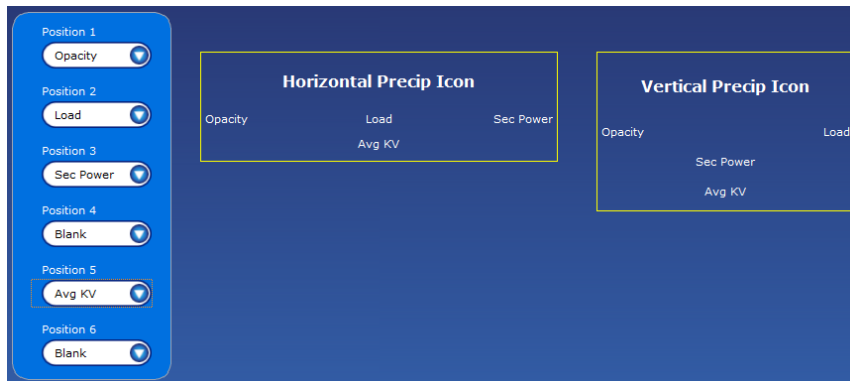 Position 1
Opacity
Position 2
Load
Position 3
Sec Power
Position 4
Blank
Position 5
Avg KV
Position 6
Blank
Horizontal Precip Icon
Opacity Load Sec Power
Avg KV
Vertical Precip Icon
Opacity Load
Sec Power
Avg KV